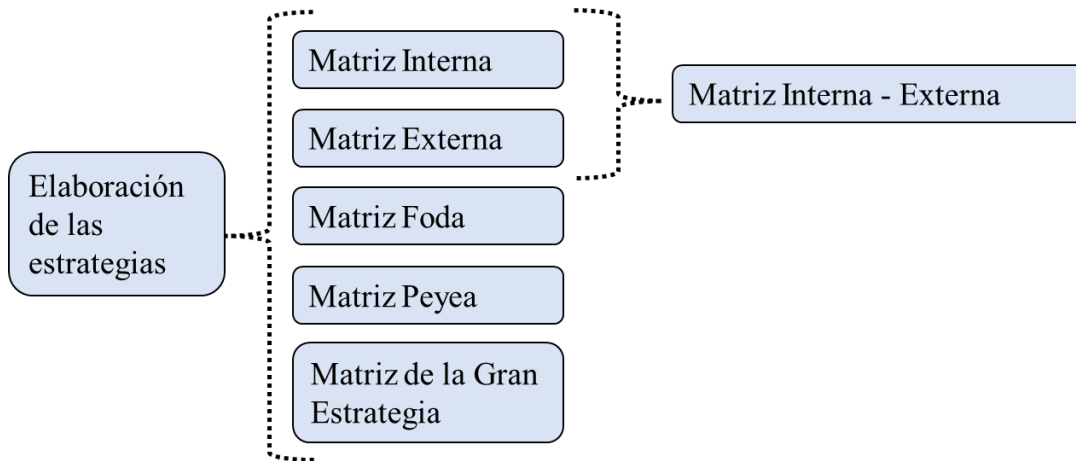 Elaboración
de las
estrategias
Matriz Interna
Matriz Externa
Matriz Foda
Matriz Peyea
Matriz de la Gran
Estrategia
Matriz Interna - Externa